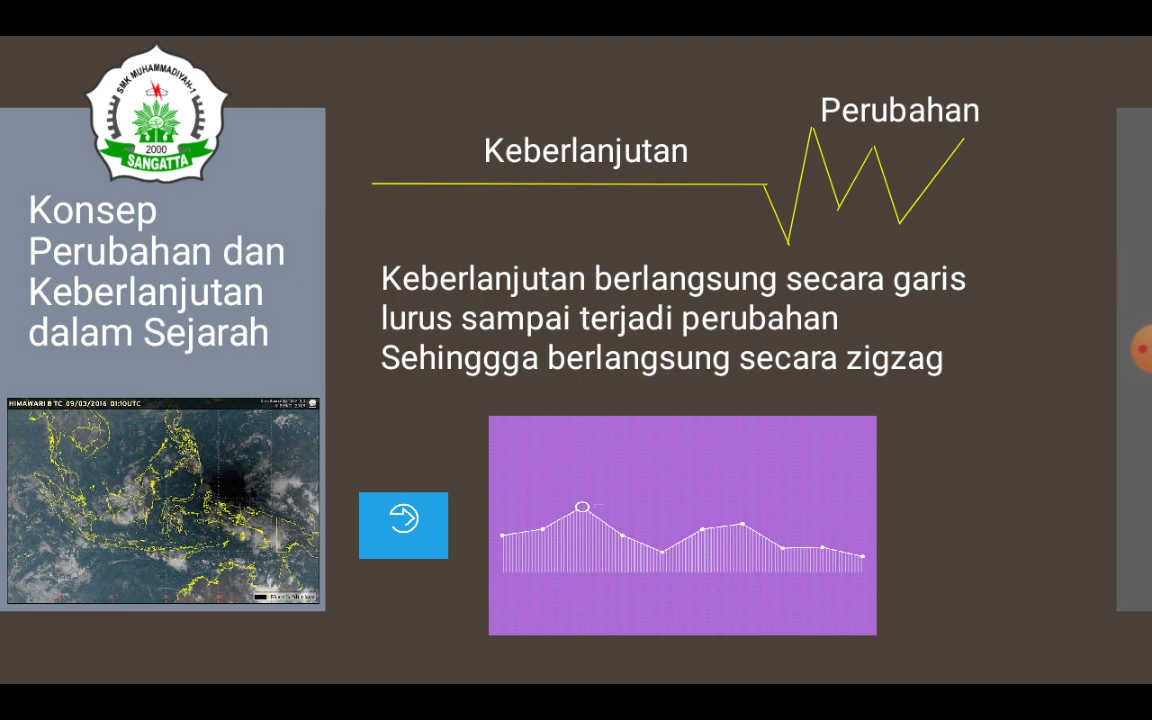 SMK MUHAMMADIYAH-1
2000
SANGATTA
Konsep
Perubahan dan
Keberlanjutan
dalam Sejarah
HIMAWARI.8 TC 09/03/2016 01:10UTC
Keberlanjutan
Perubahan
Keberlanjutan berlangsung secara garis
lurus sampai terjadi perubahan
Sehinggga berlangsung secara zigzag